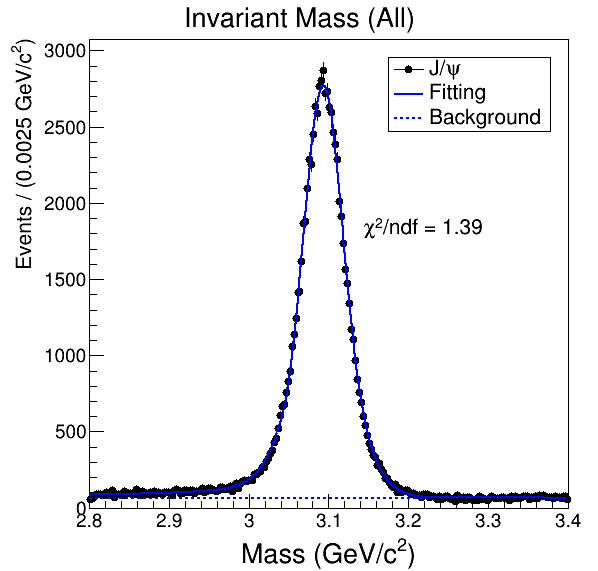 Invariant Mass (All)
Events / (0.0025 GeV/c²)
3000
2500
2000
1500
1000
500
0
J/ψ
Fitting
Background
χ²/ndf = 1.39
2.8 2.9 3 3.1 3.2 3.3 3.4
Mass (GeV/c²)